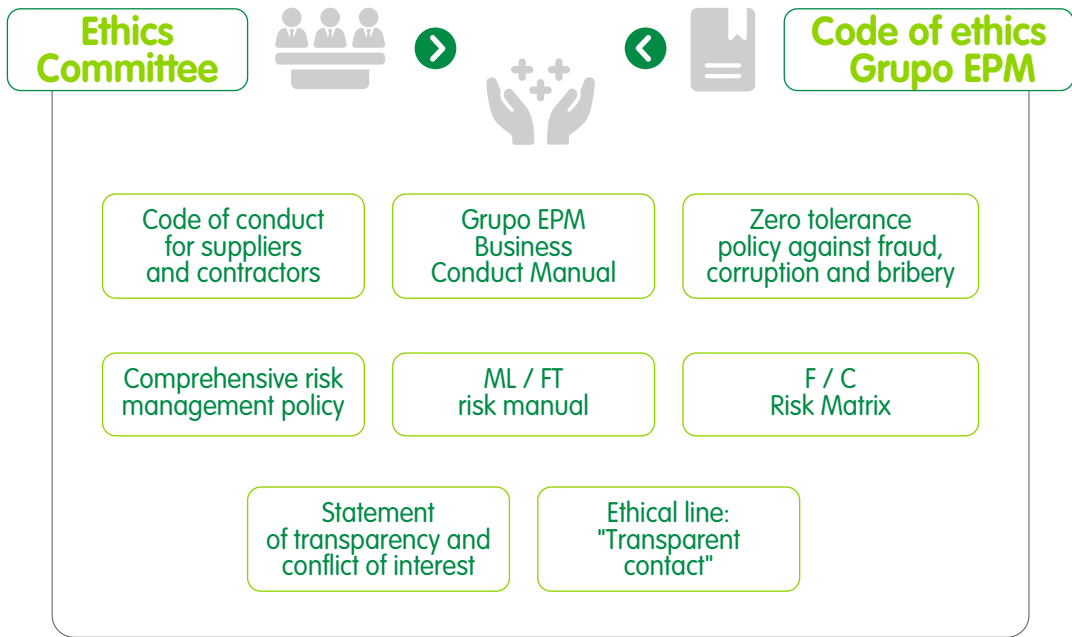 Ethics
Committee
Code of ethics
Grupo EPM
Code of conduct
for suppliers
and contractors
Grupo EPM
Business
Conduct Manual
Zero tolerance
policy against fraud,
corruption and bribery
Comprehensive risk
management policy
ML / FT
risk manual
F / C
Risk Matrix
Statement
of transparency and
conflict of interest
Ethical line:
"Transparent
contact"